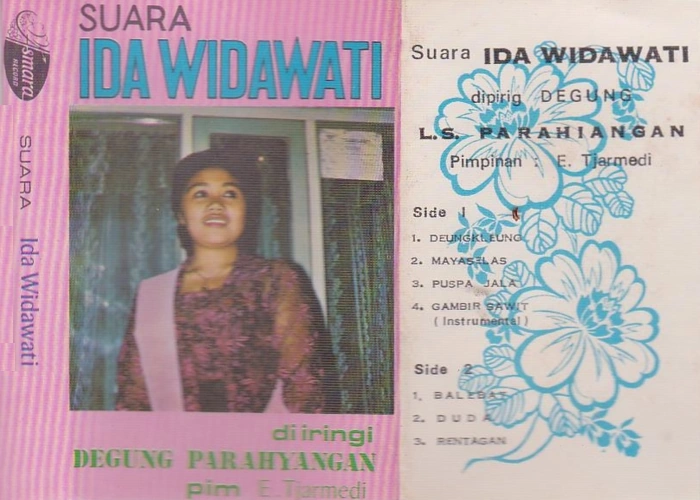 Asmara
RECORD
SUARA
Ida Widawati
SUARA
IDA WIDAWATI
di iringi
DEGUNG PARAHYANGAN
pim E. Tjarmedi
Suara IDA WIDAWATI
dipirig DEGUNG
L.S. PARAHIANGAN
Pimpinan : E. Tjarmedi
Side 1
1. DEUNGKLEUNG
2. MAYASELAS
3. PUSPA JALA
4. GAMBIR SAWIT
( Instrumental )
Side 2
1. BALEBAT
2. DUDA
3. RENTAGAN